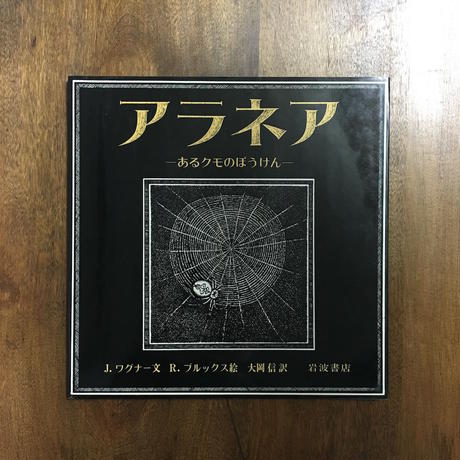 アラネア
—あるクモのぼうけん—
J. ワグナー文 R. ブルックス絵 大岡信訳 岩波書店